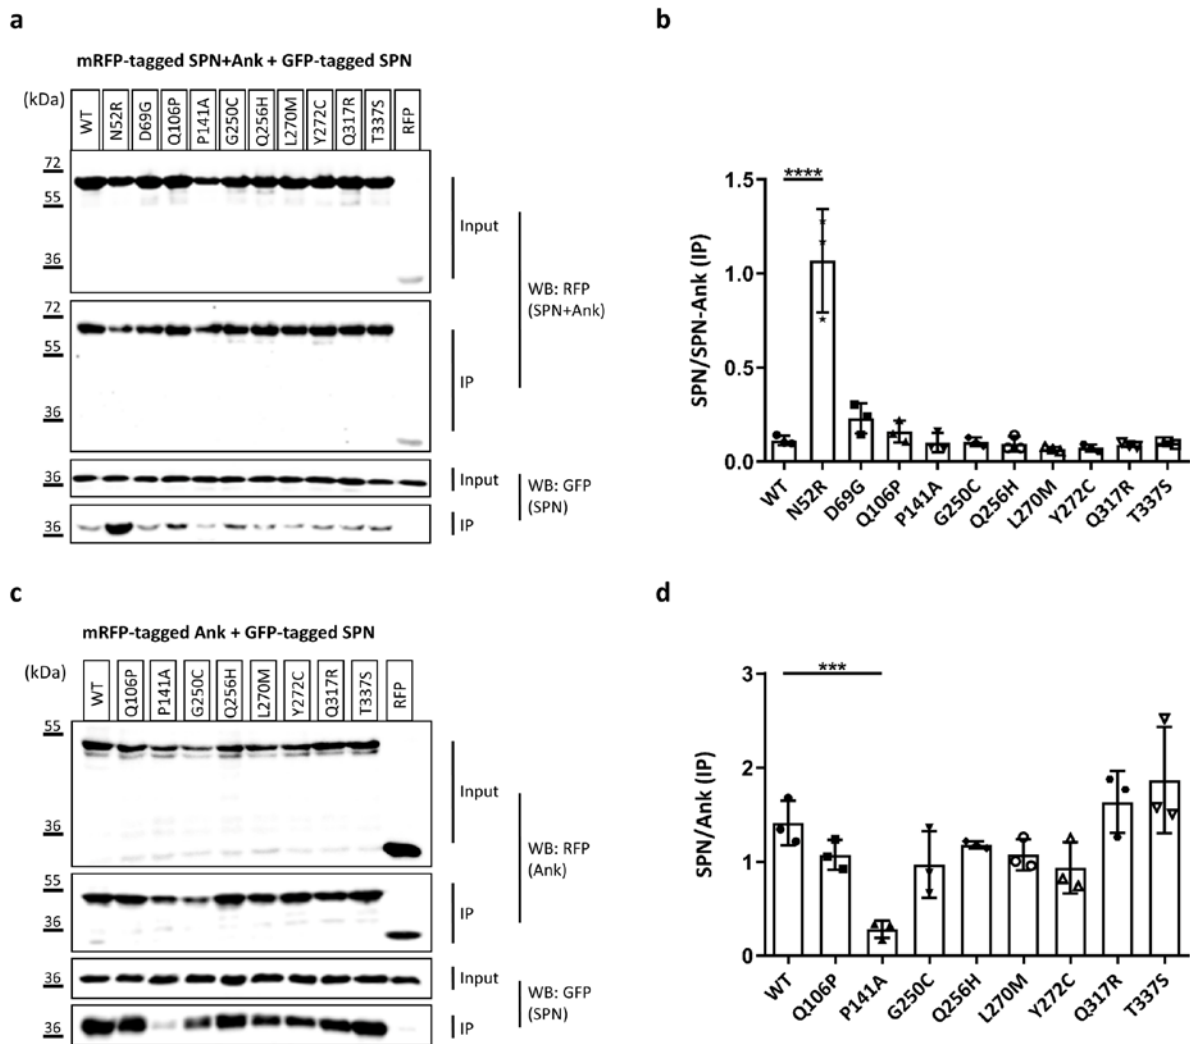 a
mRFP-tagged SPN+Ank + GFP-tagged SPN
(kDa)
WT
N52R
D69G
Q106P
P141A
G250C
Q256H
L270M
Y272C
Q317R
T337S
RFP
72
55
36
Input
72
55
36
IP
WB: RFP
(SPN+Ank)
36
Input
36
IP
WB: GFP
(SPN)
b
SPN/SPN-Ank (IP)
1.5
1.0
0.5
0.0
****
WT
N52R
D69G
Q106P
P141A
G250C
Q256H
L270M
Y272C
Q317R
T337S
c
mRFP-tagged Ank + GFP-tagged SPN
(kDa)
WT
Q106P
P141A
G250C
Q256H
L270M
Y272C
Q317R
T337S
RFP
55
36
Input
55
36
IP
WB: RFP
(Ank)
36
Input
36
IP
WB: GFP
(SPN)
d
SPN/Ank (IP)
3
2
1
0
***
WT
Q106P
P141A
G250C
Q256H
L270M
Y272C
Q317R
T337S